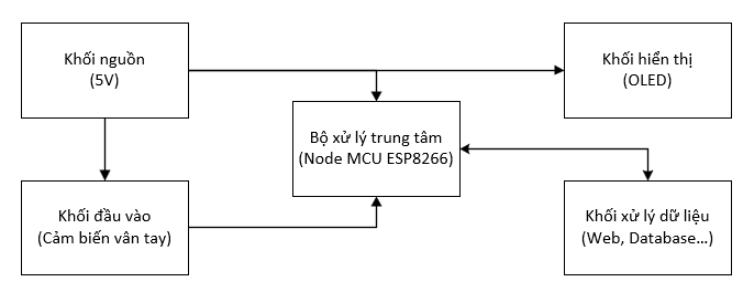 Khối nguồn
(5V)
Khối hiển thị
(OLED)
Bộ xử lý trung tâm
(Node MCU ESP8266)
Khối đầu vào
(Cảm biến vân tay)
Khối xử lý dữ liệu
(Web, Database…)